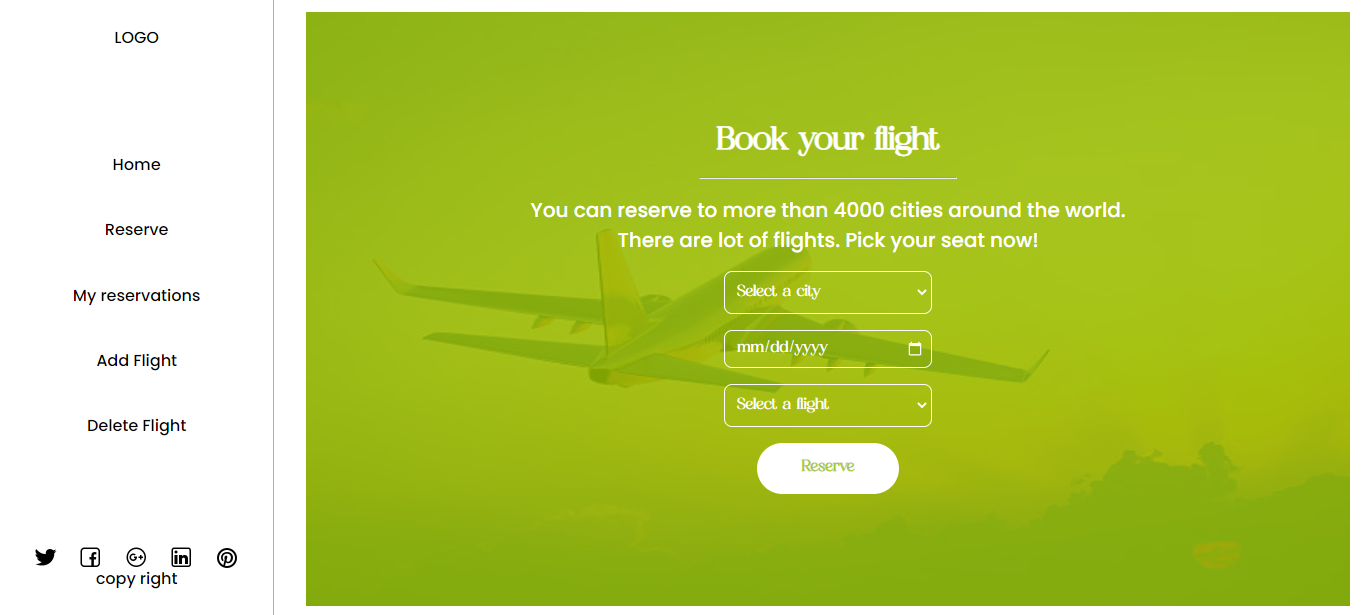 LOGO
Home
Reserve
My reservations
Add Flight
Delete Flight
copy right
Book your flight
You can reserve to more than 4000 cities around the world.
There are lot of flights. Pick your seat now!
Select a city
mm/dd/yyyy
Select a flight
Reserve